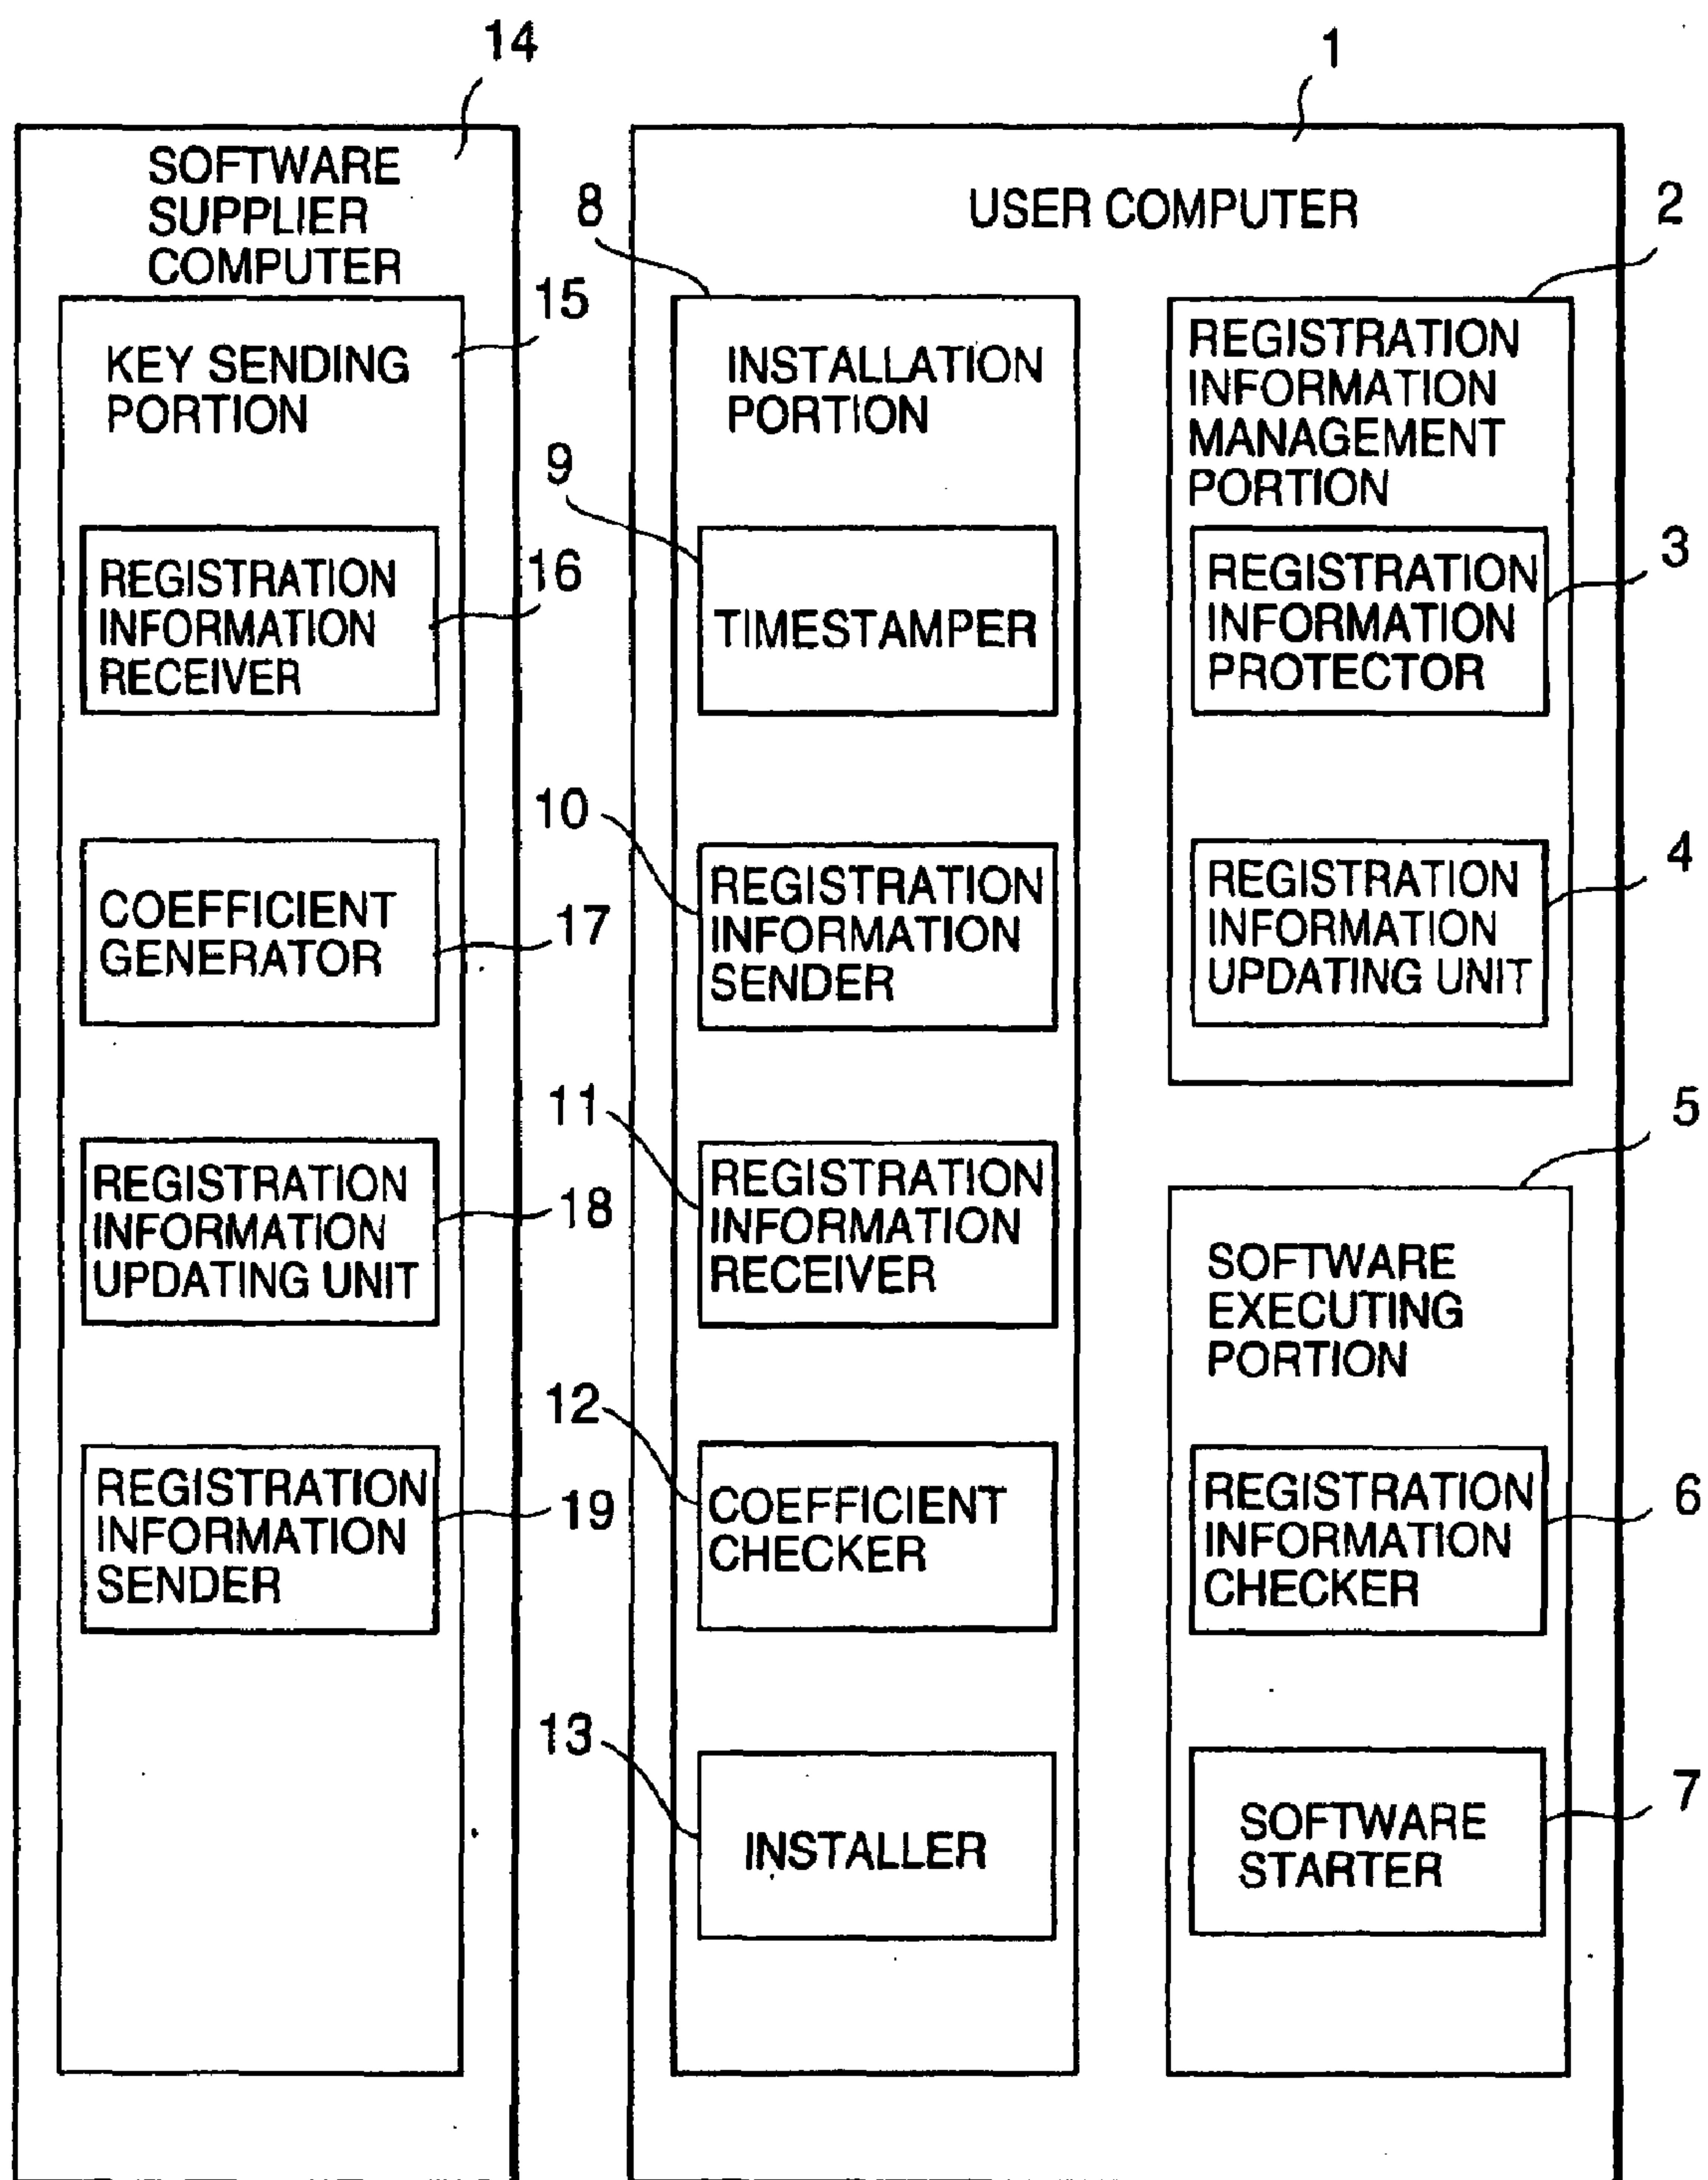 14
SOFTWARE
SUPPLIER
COMPUTER
15
KEY SENDING
PORTION
REGISTRATION
INFORMATION
RECEIVER
16
COEFFICIENT
GENERATOR
17
REGISTRATION
INFORMATION
UPDATING UNIT
18
REGISTRATION
INFORMATION
SENDER
19
1
USER COMPUTER
8
INSTALLATION
PORTION
9
TIMESTAMPER
10
REGISTRATION
INFORMATION
SENDER
11
REGISTRATION
INFORMATION
RECEIVER
12
COEFFICIENT
CHECKER
13
INSTALLER
2
REGISTRATION
INFORMATION
MANAGEMENT
PORTION
REGISTRATION
INFORMATION
PROTECTOR
3
REGISTRATION
INFORMATION
UPDATING UNIT
4
5
SOFTWARE
EXECUTING
PORTION
REGISTRATION
INFORMATION
CHECKER
6
SOFTWARE
STARTER
7